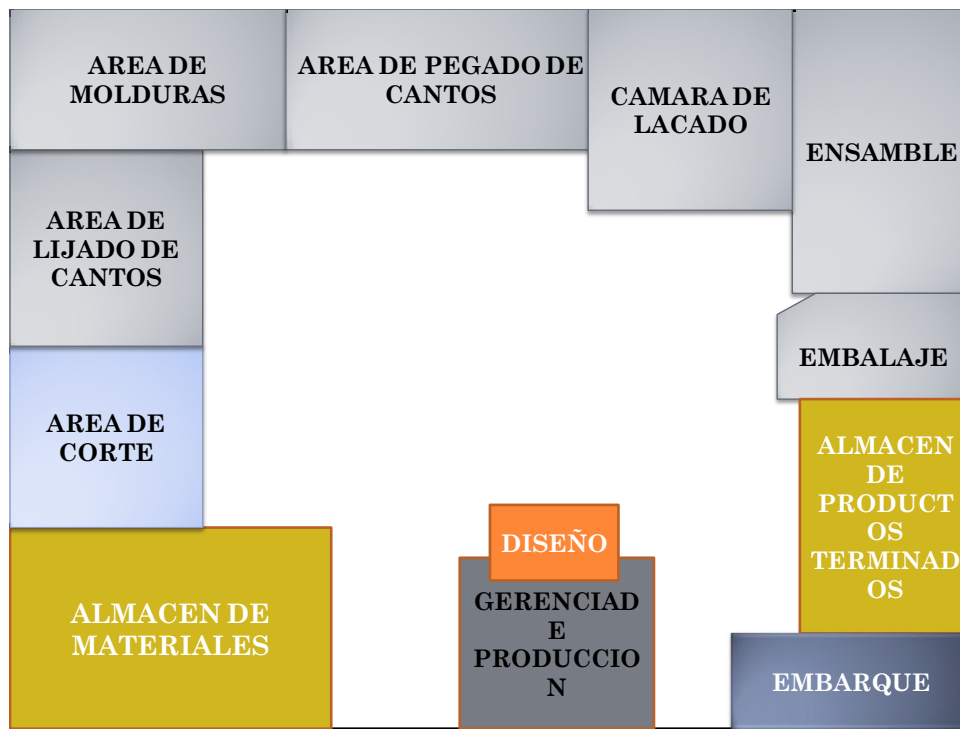 AREA DE
MOLDURAS
AREA DE PEGADO DE
CANTOS
CAMARA DE
LACADO
ENSAMBLE
AREA DE
LIJADO DE
CANTOS
EMBALAJE
AREA DE
CORTE
ALMACEN
DE
PRODUCT
OS
TERMINAD
OS
DISEÑO
GERENCIAD
E
PRODUCCIO
N
ALMACEN DE
MATERIALES
EMBARQUE